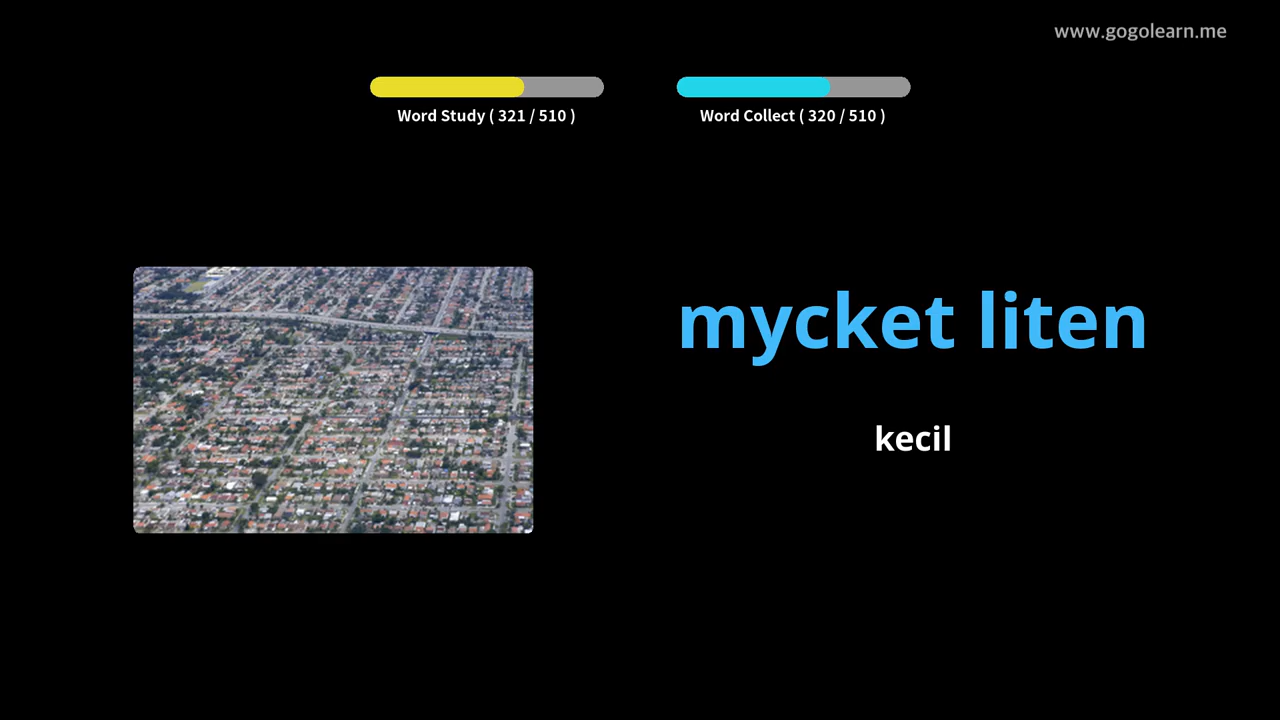 www.gogolearn.me
Word Study ( 321 / 510 )
Word Collect ( 320 / 510 )
mycket liten
kecil